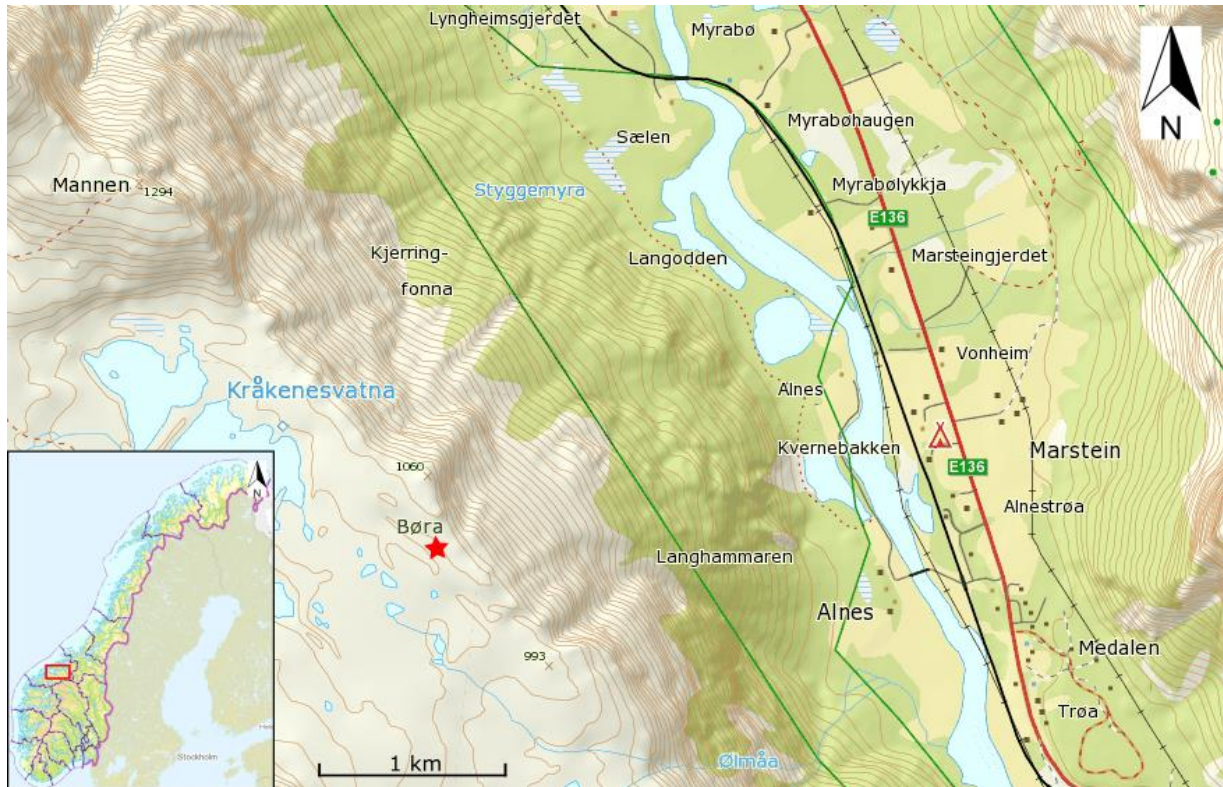 Lyngheimsgjerdet
Myrabø
N
Myrabøhaugen
Sælen
Mannen
1294
Styggemyra
Myrabølykkja
E136
Kjerring-
fonna
Langodden
Marsteingjerdet
Vonheim
Kråkenesvatna
Alnes
Kvernebakken
Marstein
1060
E136
Alnestrøa
Børa
Langhammaren
Alnes
Medalen
993
Trøa
1 km
Ølmåa
N
Stockholm